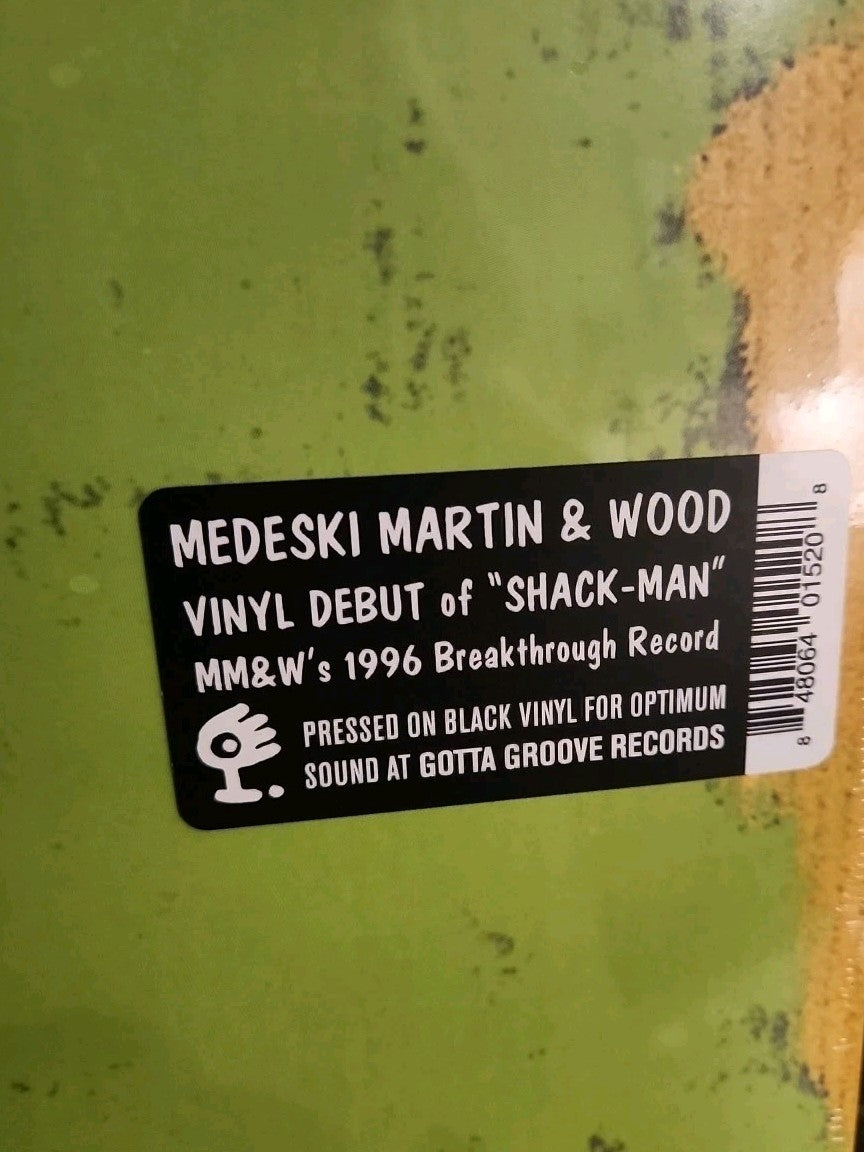 MEDESKI MARTIN & WOOD
VINYL DEBUT of "SHACK-MAN"
MM&W's 1996 Breakthrough Record
PRESSED ON BLACK VINYL FOR OPTIMUM
SOUND AT GOTTA GROOVE RECORDS
8 48064 01520 8